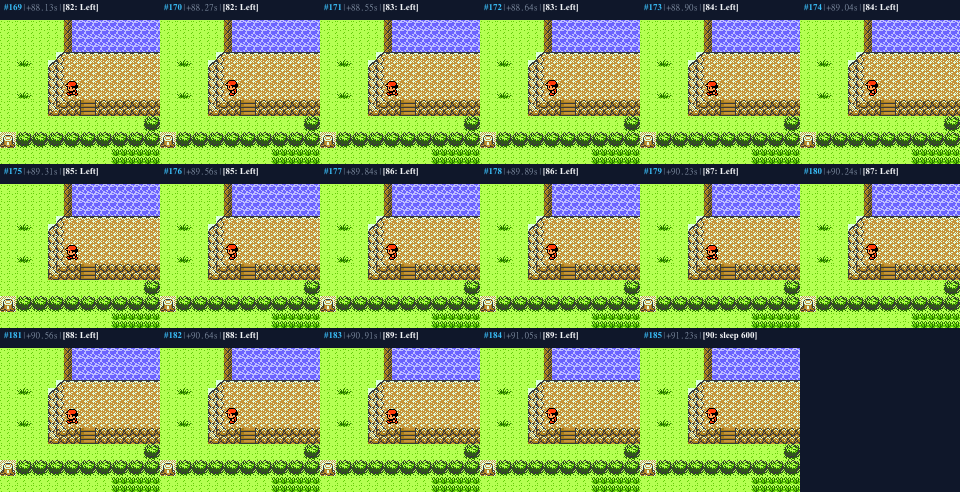 #169|+88.13s| [82: Left]
#170|+88.27s| [82: Left]
#171|+88.55s| [83: Left]
#172|+88.64s| [83: Left]
#173|+88.90s| [84: Left]
#174|+89.04s| [84: Left]
#175|+89.31s| [85: Left]
#176|+89.56s| [85: Left]
#177|+89.84s| [86: Left]
#178|+89.89s| [86: Left]
#179|+90.23s| [87: Left]
#180|+90.24s| [87: Left]
#181|+90.56s| [88: Left]
#182|+90.64s| [88: Left]
#183|+90.91s| [89: Left]
#184|+91.05s| [89: Left]
#185|+91.23s| [90: sleep 600]